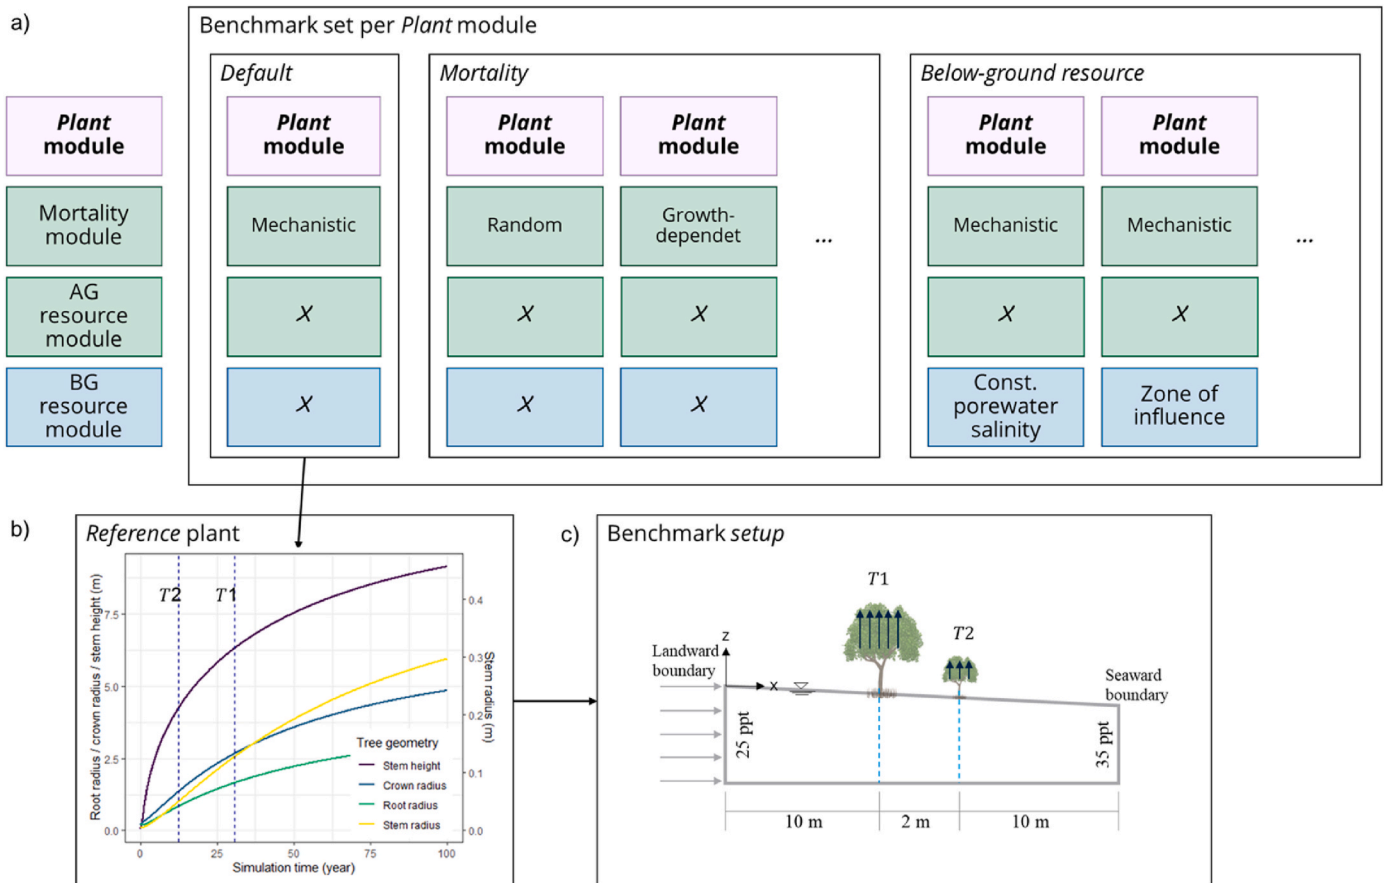 a)
Benchmark set per Plant module
Default
Mortality
Below-ground resource
Plant
module
Plant
module
Plant
module
Plant
module
Plant
module
Plant
module
Mortality
module
Mechanistic
Random
Growth-
dependet
...
Mechanistic
Mechanistic
...
AG
resource
module
X
X
X
X
X
BG
resource
module
X
X
X
Const.
porewater
salinity
Zone of
influence
b)
Reference plant
Root radius / crown radius / stem height (m)
7.5
5.0
2.5
0.0
T2
T1
0.4
0.3
0.2
0.1
0.0
Stem radius (m)
Tree geometry
Stem height
Crown radius
Root radius
Stem radius
0
25
50
75
100
Simulation time (year)
c)
Benchmark setup
T1
T2
Landward
boundary
z
x
Seaward
boundary
25 ppt
35 ppt
10 m
2 m
10 m